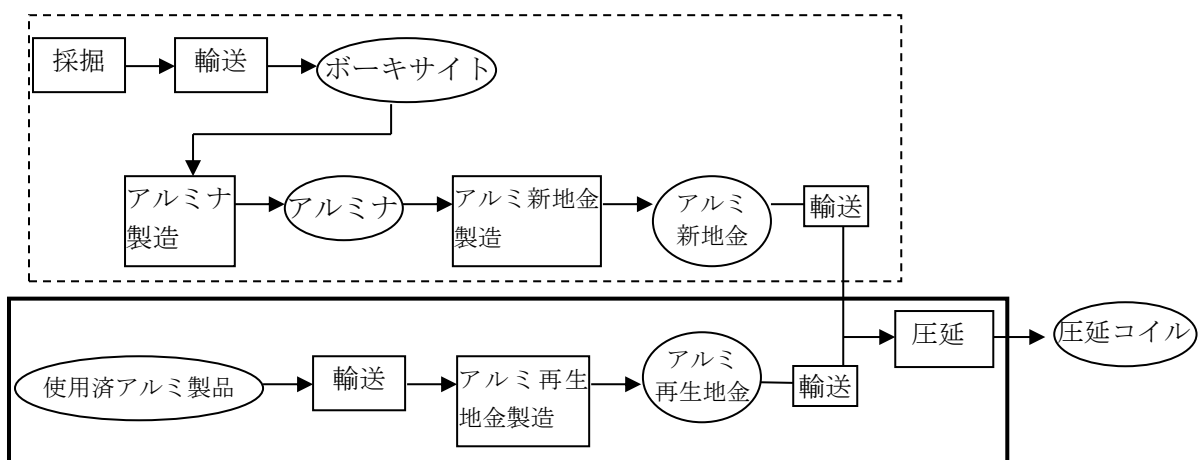 採掘
輸送
ボーキサイト
アルミナ
製造
アルミナ
アルミ新地金
製造
アルミ
新地金
輸送
圧延
圧延コイル
使用済アルミ製品
輸送
アルミ再生
地金製造
アルミ
再生地金
輸送